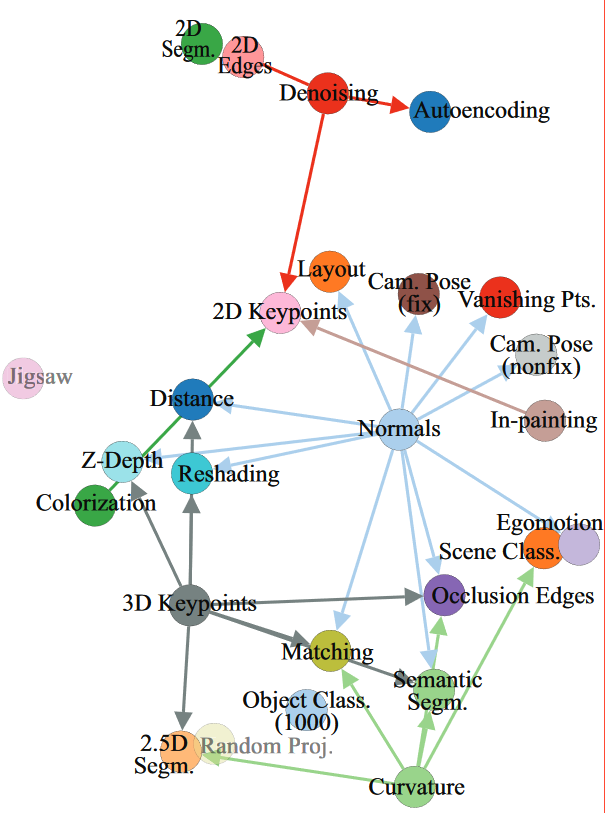 2D
Segm.
2D
Edges
Denoising
Autoencoding
Layout
Cam. Pose
(fix)
Vanishing Pts.
2D Keypoints
Cam. Pose
(nonfix)
Jigsaw
Distance
Normals
In-painting
Z-Depth
Reshading
Colorization
Egomotion
Scene Class.
3D Keypoints
Occlusion Edges
Matching
Semantic
Segm.
Object Class.
(1000)
2.5D
Segm.
Random Proj.
Curvature